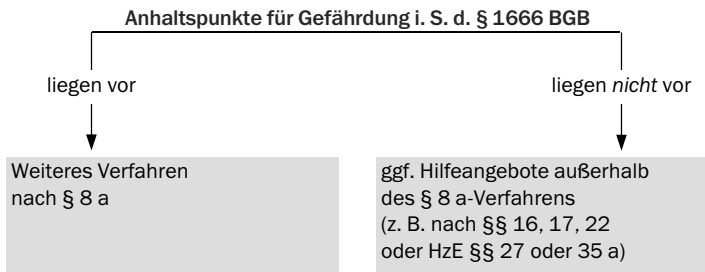 Anhaltspunkte für Gefährdung i. S. d. § 1666 BGB
liegen vor
liegen nicht vor
Weiteres Verfahren
nach § 8 a
ggf. Hilfeangebote außerhalb
des § 8 a-Verfahrens
(z. B. nach §§ 16, 17, 22
oder HzE §§ 27 oder 35 a)